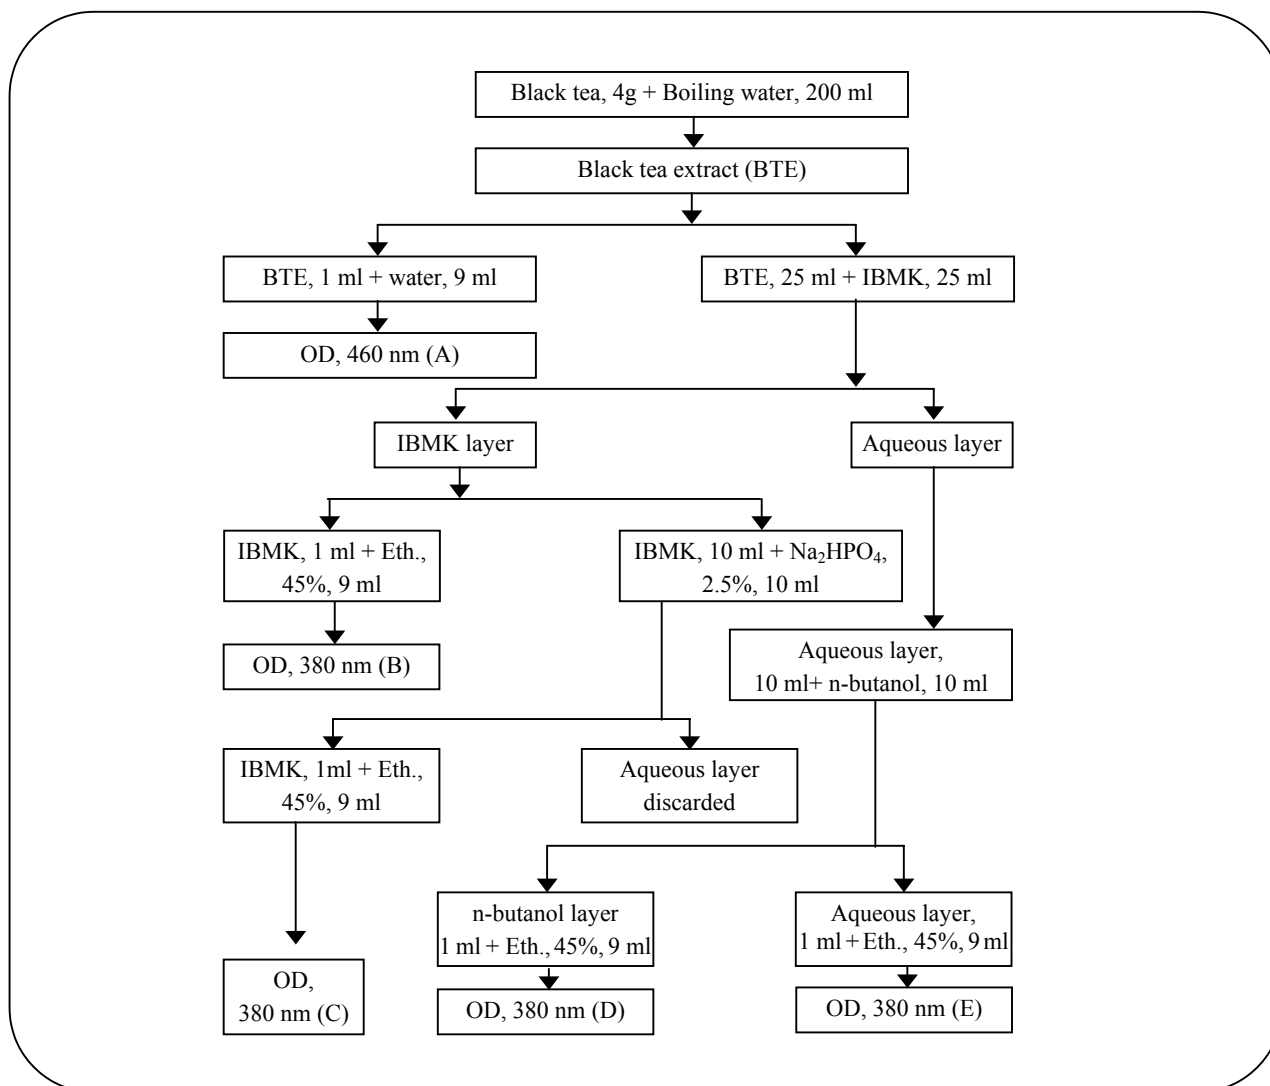 Black tea, 4g + Boiling water, 200 ml
Black tea extract (BTE)
BTE, 1 ml + water, 9 ml
BTE, 25 ml + IBMK, 25 ml
OD, 460 nm (A)
IBMK layer
Aqueous layer
IBMK, 1 ml + Eth.,
45%, 9 ml
IBMK, 10 ml + Na₂HPO₄,
2.5%, 10 ml
OD, 380 nm (B)
Aqueous layer,
10 ml+ n-butanol, 10 ml
IBMK, 1ml + Eth.,
45%, 9 ml
Aqueous layer
discarded
n-butanol layer
1 ml + Eth., 45%, 9 ml
Aqueous layer,
1 ml + Eth., 45%, 9 ml
OD,
380 nm (C)
OD, 380 nm (D)
OD, 380 nm (E)